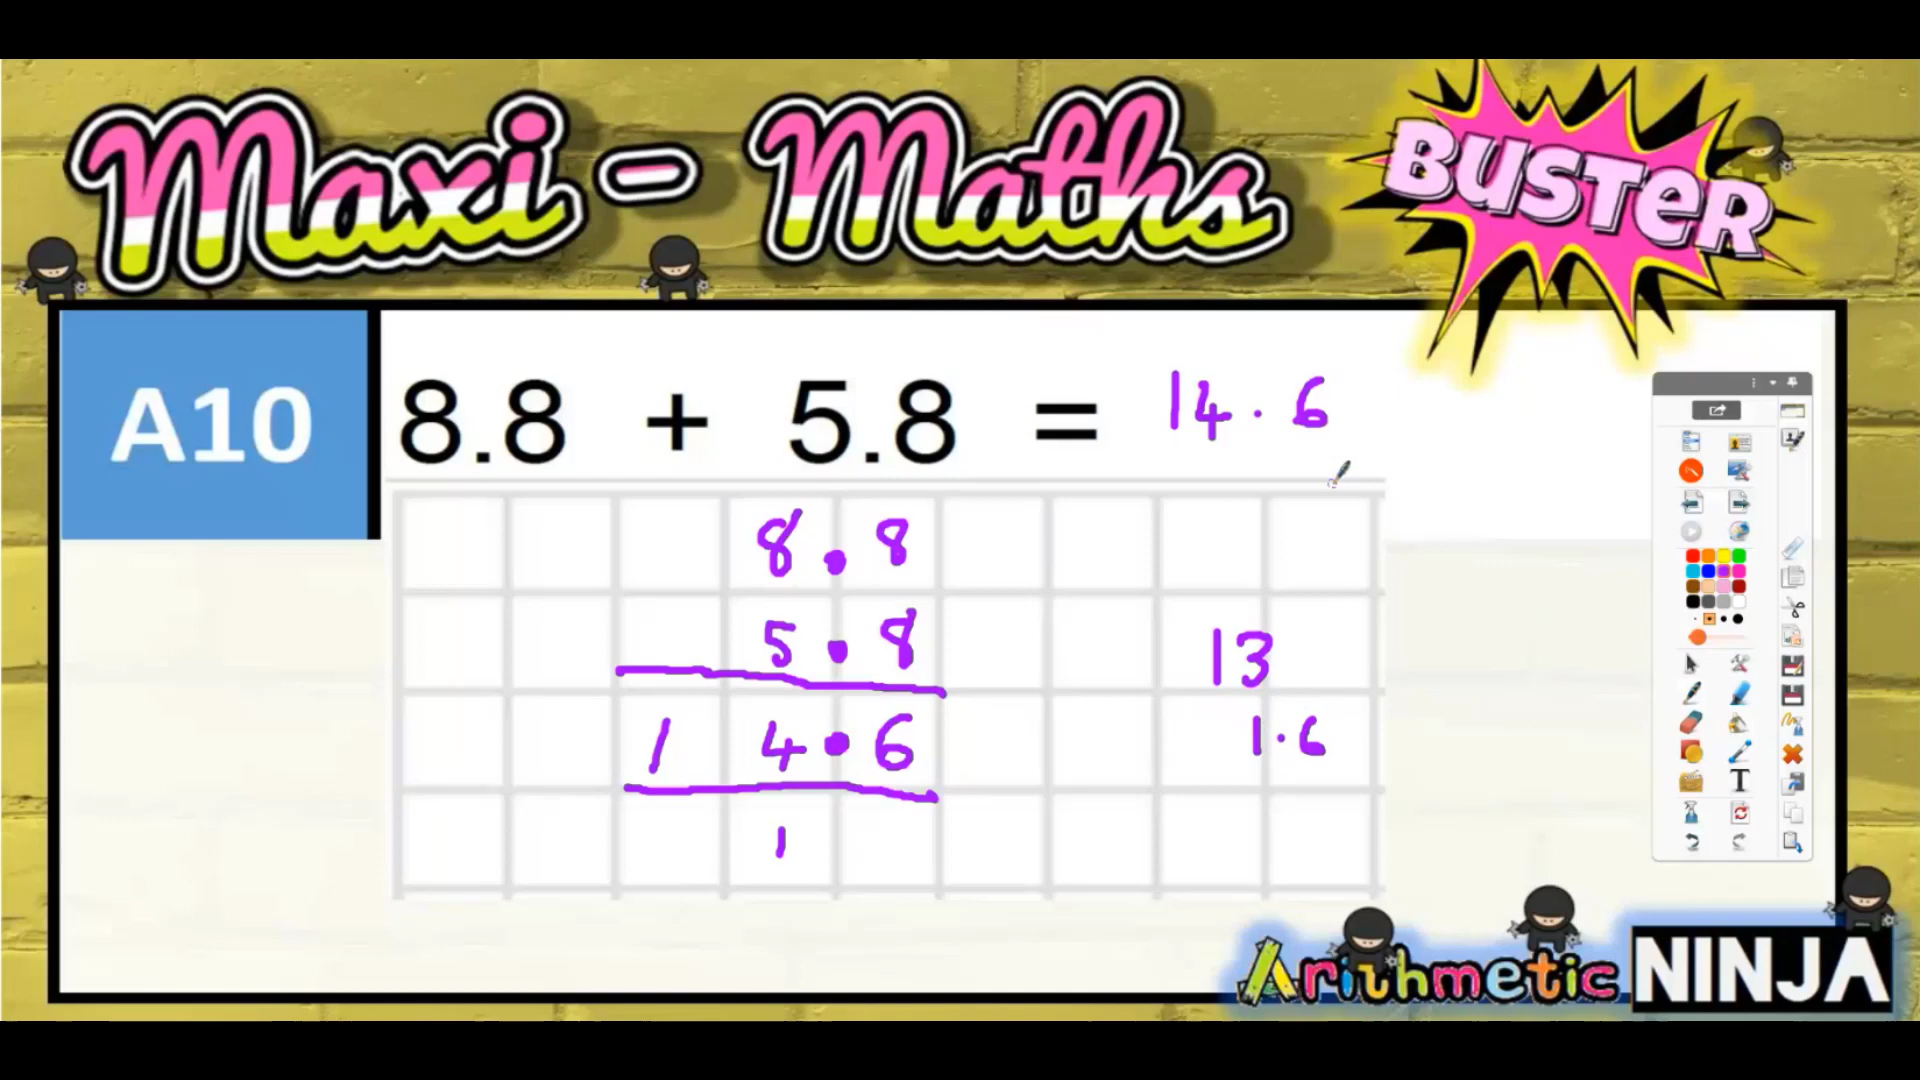 Maxi - Maths
BUSTER
A10
8.8 + 5.8 = 14.6
8.8
5.8
13
14.6
1.6
1
T
Arithmetic NINJA